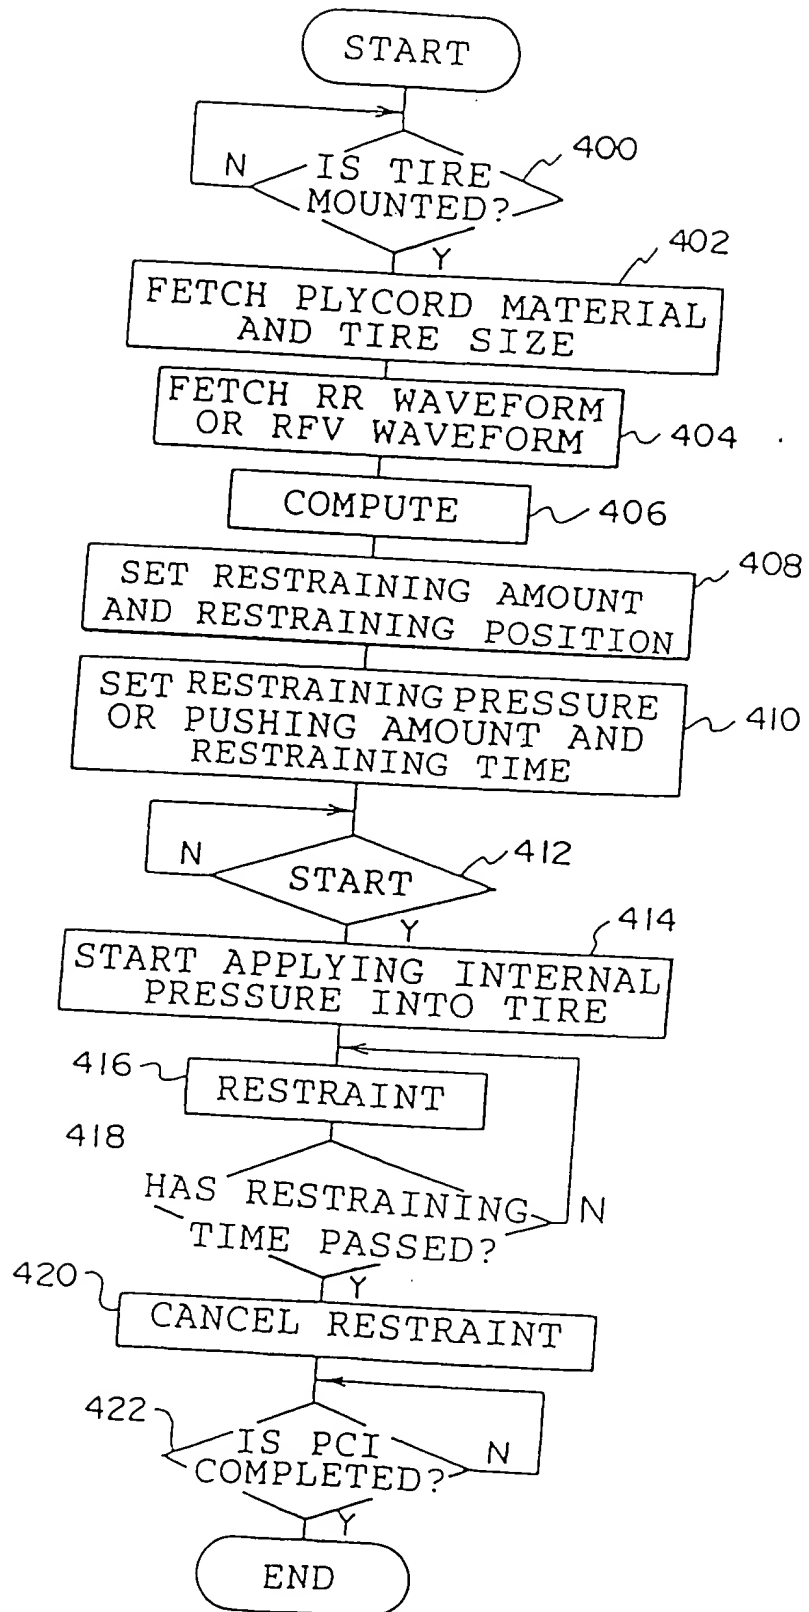 START
N
IS TIRE
MOUNTED?
400
Y
402
FETCH PLYCORD MATERIAL
AND TIRE SIZE
FETCH RR WAVEFORM
OR RFV WAVEFORM
404
COMPUTE
406
408
SET RESTRAINING AMOUNT
AND RESTRAINING POSITION
SET RESTRAINING PRESSURE
OR PUSHING AMOUNT AND
RESTRAINING TIME
410
N
START
412
Y
414
START APPLYING INTERNAL
PRESSURE INTO TIRE
416
RESTRAINT
418
HAS RESTRAINING
TIME PASSED?
N
Y
420
CANCEL RESTRAINT
422
IS PCI
COMPLETED?
N
Y
END